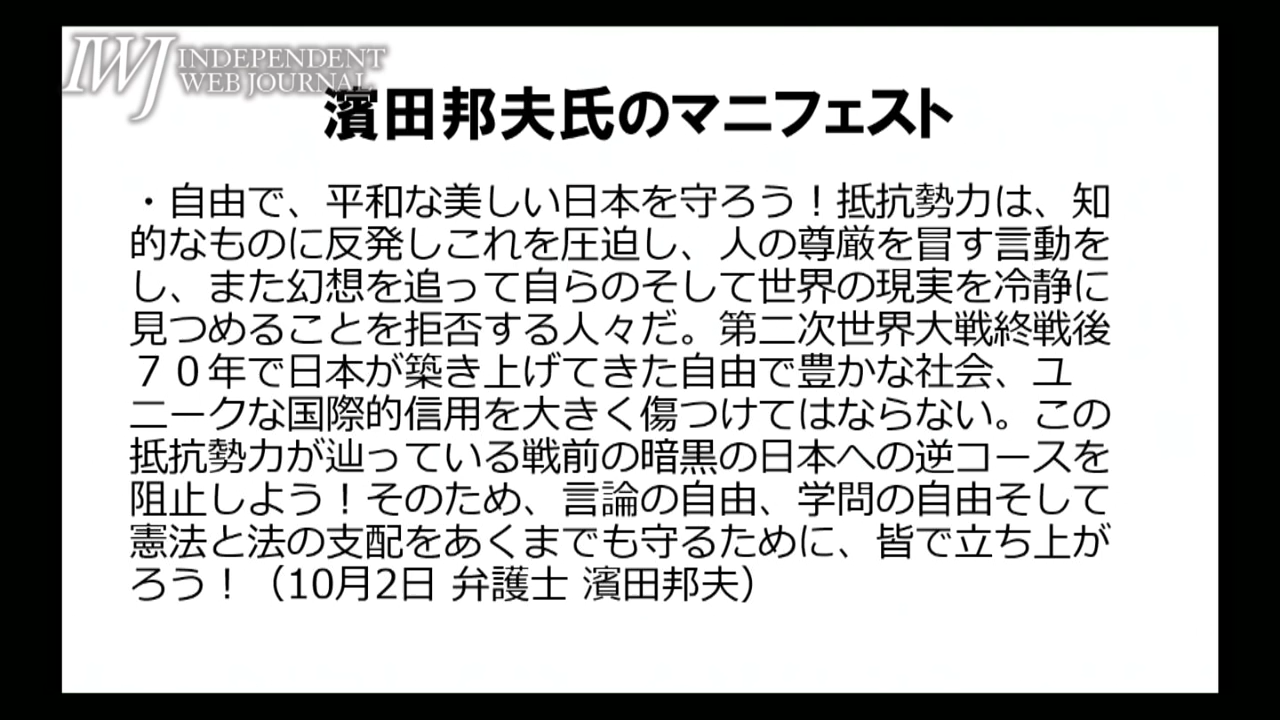 IWJ INDEPENDENT
WEB JOURNAL
濱田邦夫氏のマニフェスト
・自由で、平和な美しい日本を守ろう！抵抗勢力は、知
的なものに反発しこれを圧迫し、人の尊厳を冒す言動を
し、また幻想を追って自らのそして世界の現実を冷静に
見つめることを拒否する人々だ。第二次世界大戦終戦後
７０年で日本が築き上げてきた自由で豊かな社会、ユ
ニークな国際的信用を大きく傷つけてはならない。この
抵抗勢力が辿っている戦前の暗黒の日本への逆コースを
阻止しよう！そのため、言論の自由、学問の自由そして
憲法と法の支配をあくまでも守るために、皆で立ち上が
ろう！（10月2日 弁護士 濱田邦夫）